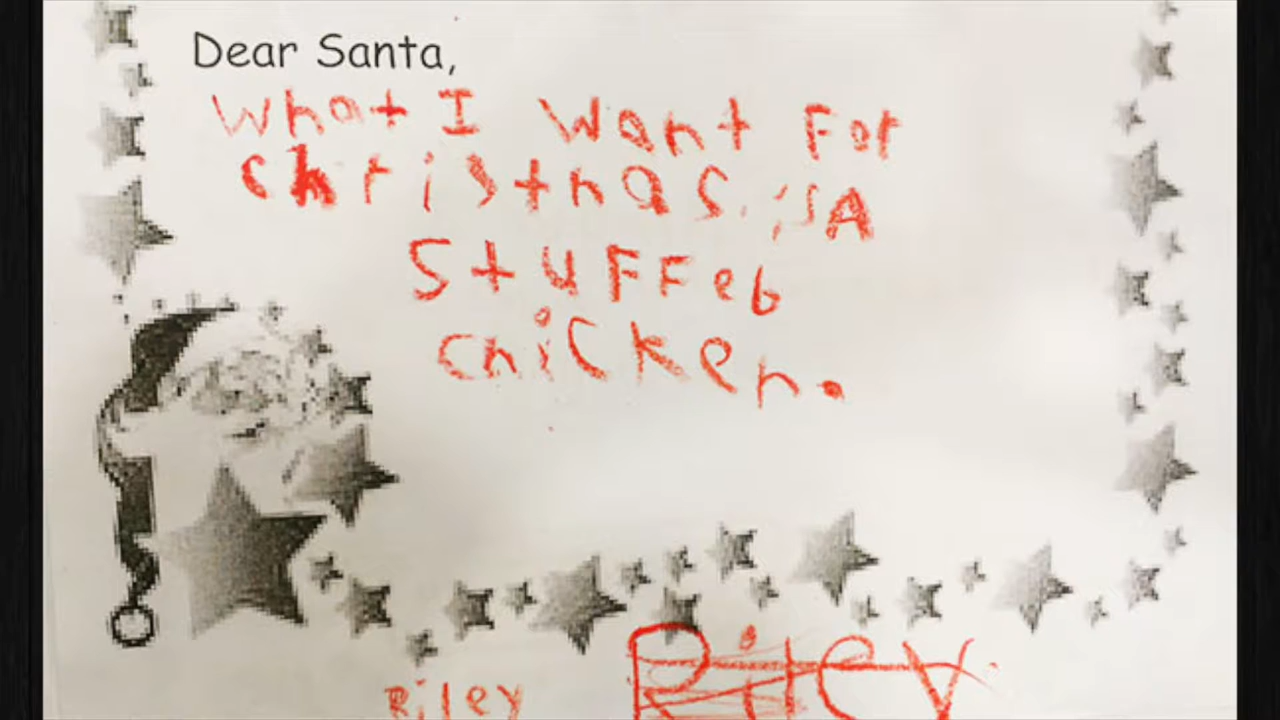 Dear Santa,
What I Want For
christmas. is A
StuFFeb
chicken.
Riley Riley